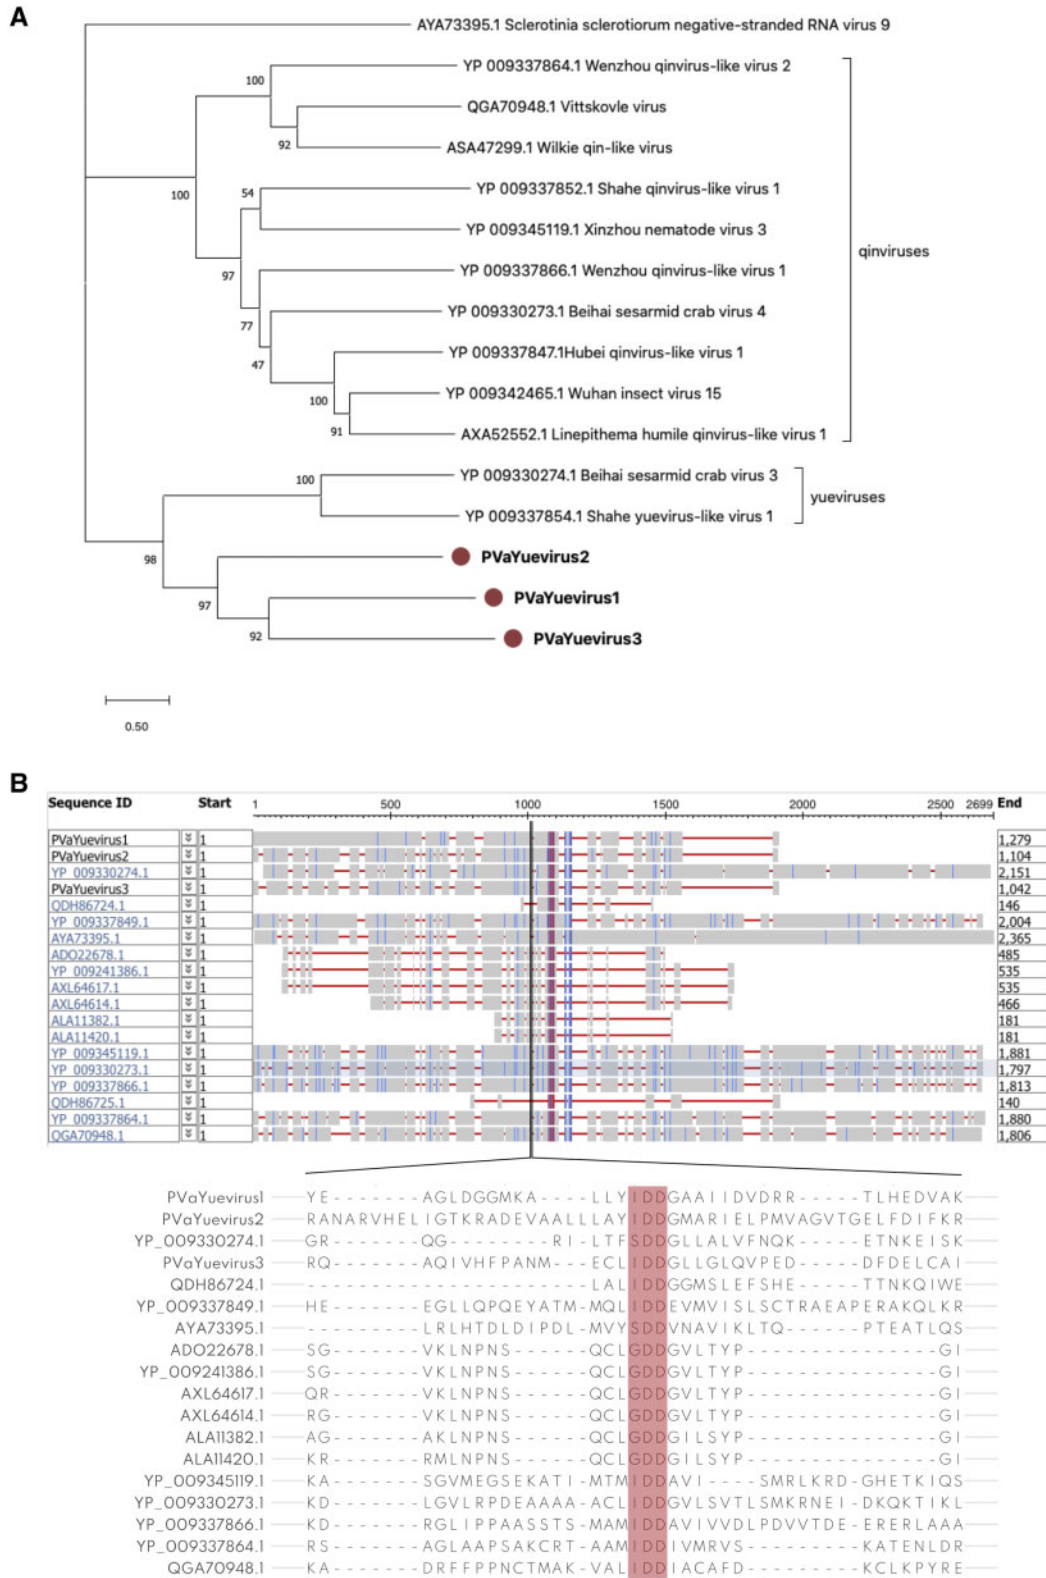 A
AYA73395.1 Sclerotinia sclerotiorum negative-stranded RNA virus 9
YP 009337864.1 Wenzhou qinvirus-like virus 2
100
QGA70948.1 Vittskovle virus
92
ASA47299.1 Wilkie qin-like virus
100
54
YP 009337852.1 Shahe qinvirus-like virus 1
YP 009345119.1 Xinzhou nematode virus 3
qinviruses
97
YP 009337866.1 Wenzhou qinvirus-like virus 1
YP 009330273.1 Beihai sesarmid crab virus 4
77
YP 009337847.1Hubei qinvirus-like virus 1
47
YP 009342465.1 Wuhan insect virus 15
100
91
AXA52552.1 Linepithema humile qinvirus-like virus 1
100
YP 009330274.1 Beihai sesarmid crab virus 3
yueviruses
YP 009337854.1 Shahe yuevirus-like virus 1
98
PVaYuevirus2
97
PVaYuevirus1
92
PVaYuevirus3
0.50
B
Sequence ID Start 1 500 1000 1500 2000 2500 2699 End
PVaYuevirus1 1 1,279
PVaYuevirus2 1 1,104
YP 009330274.1 1 2,151
PVaYuevirus3 1 1,042
QDH86724.1 1 146
YP 009337849.1 1 2,004
AYA73395.1 1 2,365
ADO22678.1 1 485
YP 009241386.1 1 535
AXL64617.1 1 535
AXL64614.1 1 466
ALA11382.1 1 181
ALA11420.1 1 181
YP 009345119.1 1 1,881
YP 009330273.1 1 1,797
YP 009337866.1 1 1,813
QDH86725.1 1 140
YP 009337864.1 1 1,880
QGA70948.1 1 1,806
PVaYuevirus1 YE-------AGLDGGMKA----LLYIDDGAAIIDVDRR----TLHEDVAK
PVaYuevirus2 RANARVHELIGTKRADEVAALLLAYIDDGMARIELPMVAGVTGELFDIFKR
YP_009330274.1 GR-------QG-------RI-LTFSDDGLLALVFNQK----ETNKEISK
PVaYuevirus3 RQ-------AQIVHFPANM---ECLIDDGLLGLQVPED----DFDELCAI
QDH86724.1 ----------------LALIDDGGMSLEFSHE----TTNKQIWE
YP_009337849.1 HE-------EGLLQPQEYATM-MQLIDDEVMVISLSCTRAEAPERAKQLKR
AYA73395.1 ---------LRLHTDLDIPDL-MVYSDDVNAVIKLTQ-----PTEATLQS
ADO22678.1 SG-------VKLNPNS-----QCLGDDGVLTYP------------GI
YP_009241386.1 SG-------VKLNPNS-----QCLGDDGVLTYP------------GI
AXL64617.1 QR-------VKLNPNS-----QCLGDDGVLTYP------------GI
AXL64614.1 RG-------VKLNPNS-----QCLGDDGVLTYP------------GI
ALA11382.1 AG-------AKLNPNS-----QCLGDDGILSYP------------GI
ALA11420.1 KR-------RMLNPNS-----QCLGDDGILSYP------------GI
YP_009345119.1 KA-------SGVMEGSEKATI-MTMIDDAVI----SMRLKRD-GHETKIQS
YP_009330273.1 KD-------LGVLRPDEAAAA-ACLIDDGVLSVTLSMKRNEI-DKQKTIKL
YP_009337866.1 KD-------RGLIPPAASSTS-MAMIDDAVIVVDLPDVVTDE-ERERLAAA
YP_009337864.1 RS-------AGLAAPSAKCRT-AAMIDDIVMRVS-------KATENLDR
QGA70948.1 KA-------DRFFPPNCTMAK-VALIDDIACAFD-------KCLKPYRE